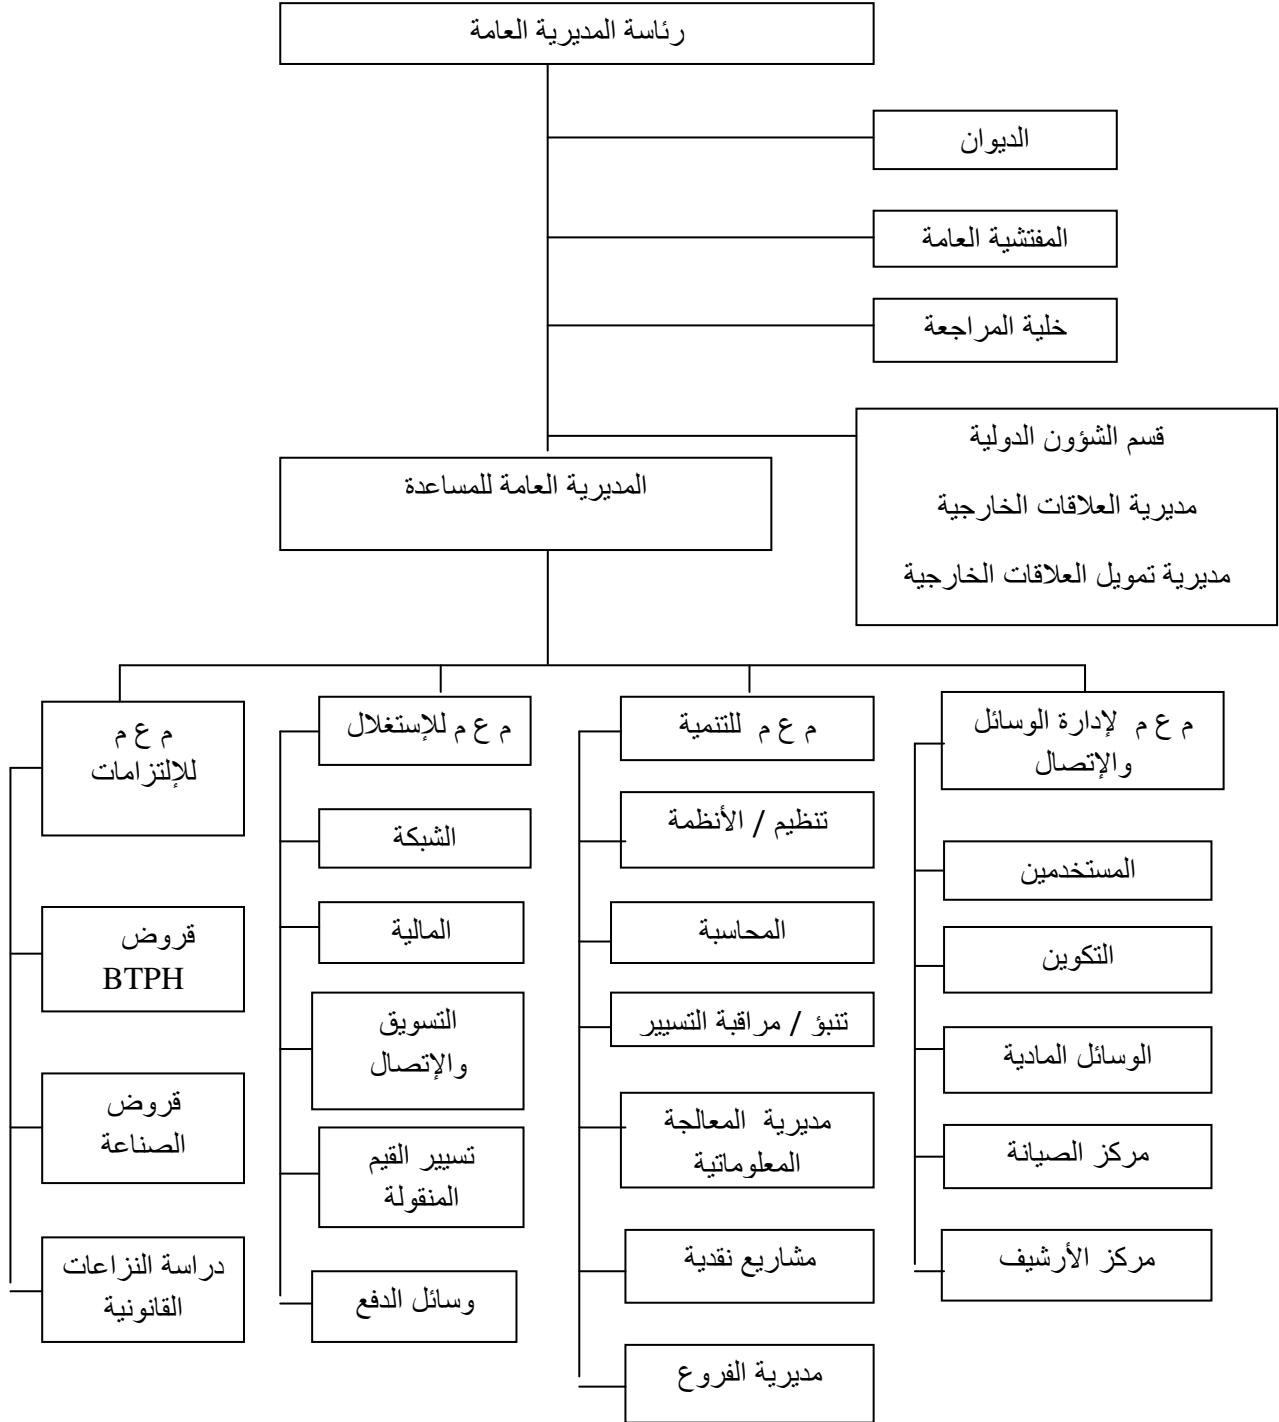 رئاسة المديرية العامة
الديوان
المفتشية العامة
خلية المراجعة
قسم الشؤون الدولية
مديرية العلاقات الخارجية
مديرية تمويل العلاقات الخارجية
المديرية العامة للمساعدة
م ع م لإدارة الوسائل
والإتصال
المستخدمين
التكوين
الوسائل المادية
مركز الصيانة
مركز الأرشيف
م ع م للتنمية
تنظيم / الأنظمة
المحاسبة
تنبؤ / مراقبة التسيير
مديرية المعالجة
المعلوماتية
مشاريع نقدية
مديرية الفروع
م ع م للإستغلال
الشبكة
المالية
التسويق
والإتصال
تسيير القيم
المنقولة
وسائل الدفع
م ع م
للإلتزامات
قروض
BTPH
قروض
الصناعة
دراسة النزاعات
القانونية